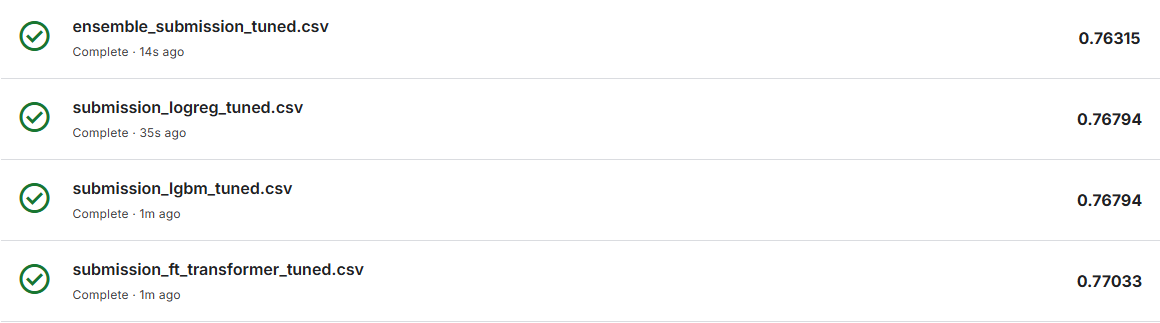 ensemble_submission_tuned.csv
Complete · 14s ago
0.76315
submission_logreg_tuned.csv
Complete · 35s ago
0.76794
submission_lgbm_tuned.csv
Complete · 1m ago
0.76794
submission_ft_transformer_tuned.csv
Complete · 1m ago
0.77033